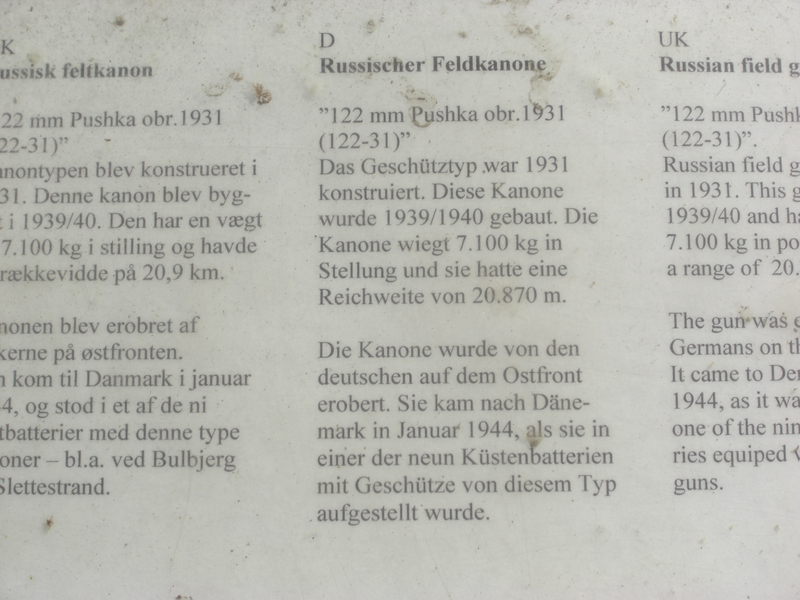 K
ussisk feltkanon
22 mm Pushka obr.1931
22-31)”
nontypen blev konstrueret i
31. Denne kanon blev byg-
t i 1939/40. Den har en vægt
7.100 kg i stilling og havde
rækkevidde på 20,9 km.
nonen blev erobret af
kerne på østfronten.
n kom til Danmark i januar
4, og stod i et af de ni
tbatterier med denne type
oner – bl.a. ved Bulbjerg
Slettestrand.
D
Russischer Feldkanone
”122 mm Pushka obr.1931
(122-31)”
Das Geschütztyp war 1931
konstruiert. Diese Kanone
wurde 1939/1940 gebaut. Die
Kanone wiegt 7.100 kg in
Stellung und sie hatte eine
Reichweite von 20.870 m.
Die Kanone wurde von den
deutschen auf dem Ostfront
erobert. Sie kam nach Däne-
mark in Januar 1944, als sie in
einer der neun Küstenbatterien
mit Geschütze von diesem Typ
aufgestellt wurde.
UK
Russian field g
”122 mm Pushk
(122-31)”.
Russian field g
in 1931. This g
1939/40 and ha
7.100 kg in po
a range of 20.
The gun was
Germans on th
It came to Den
1944, as it wa
one of the nin
ries equiped
guns.